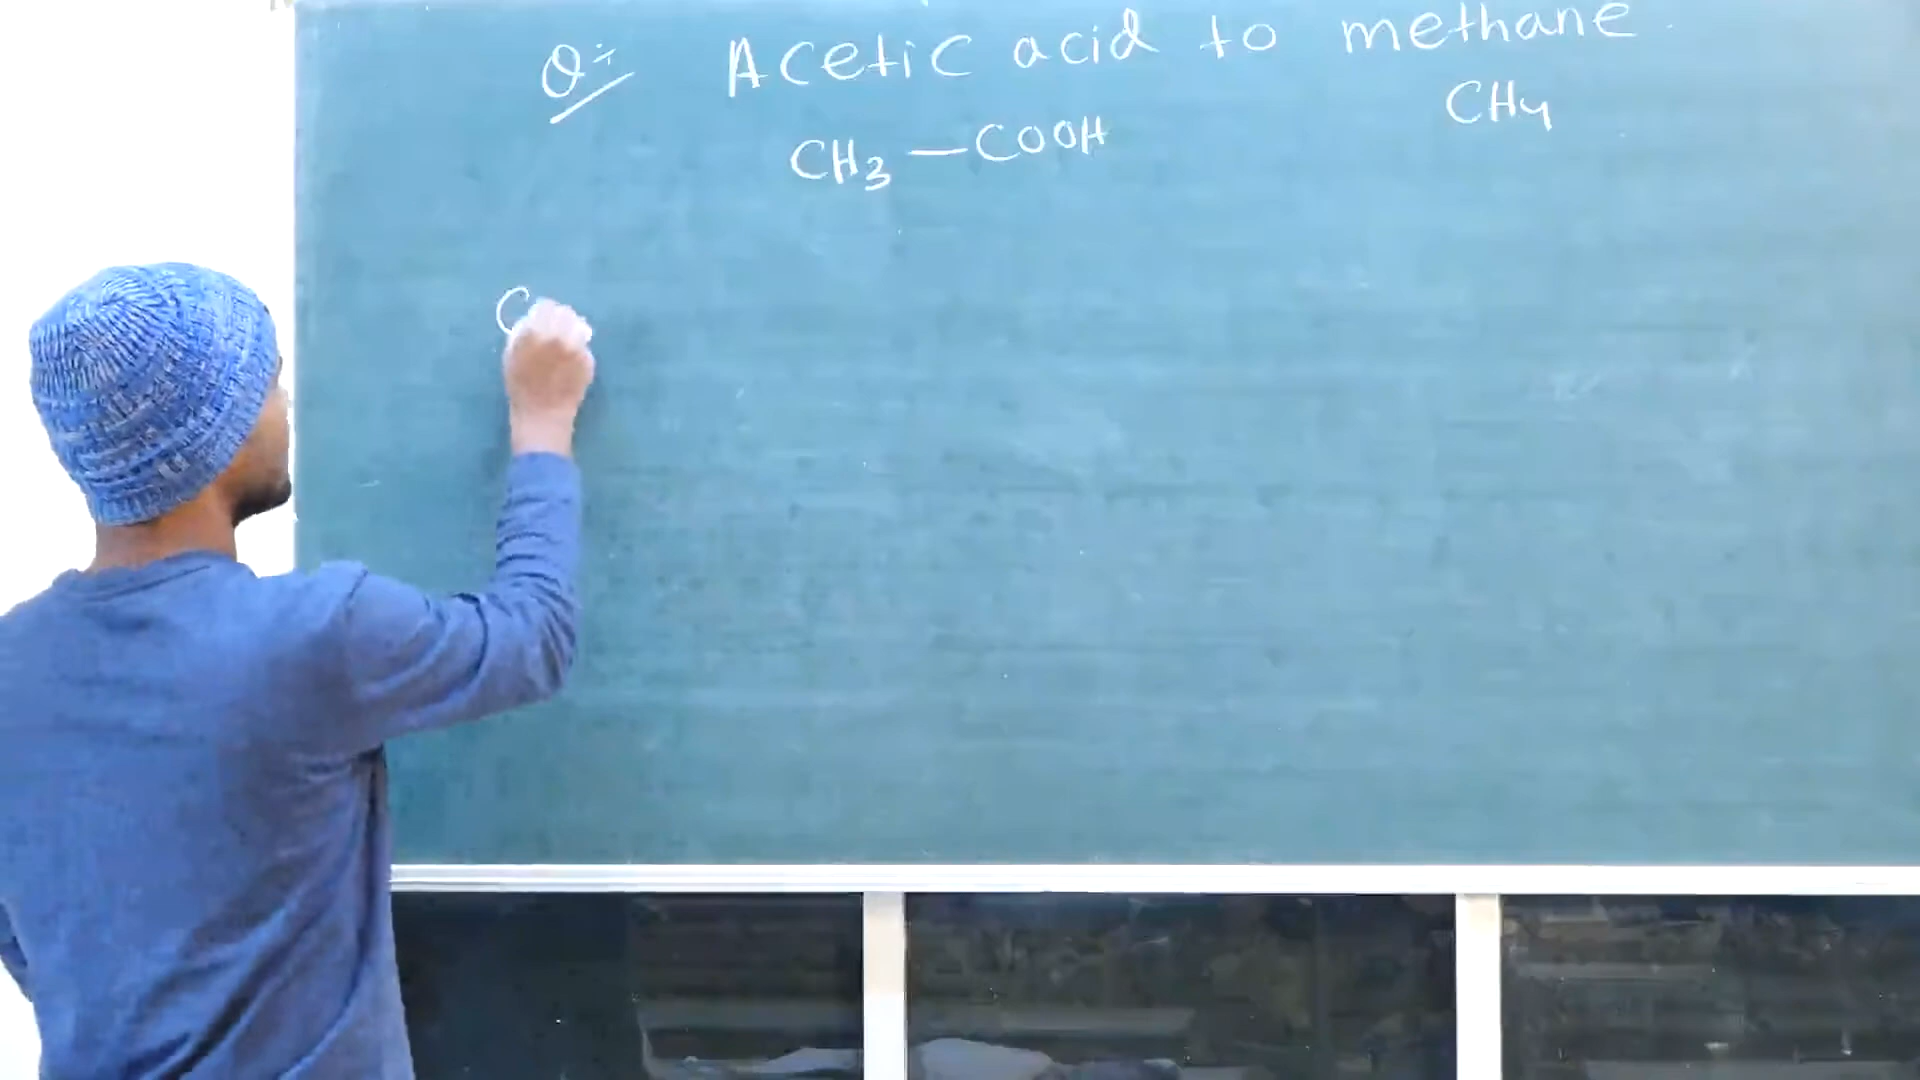 Q:- Acetic acid to methane.
CH₃—COOH CH₄
C